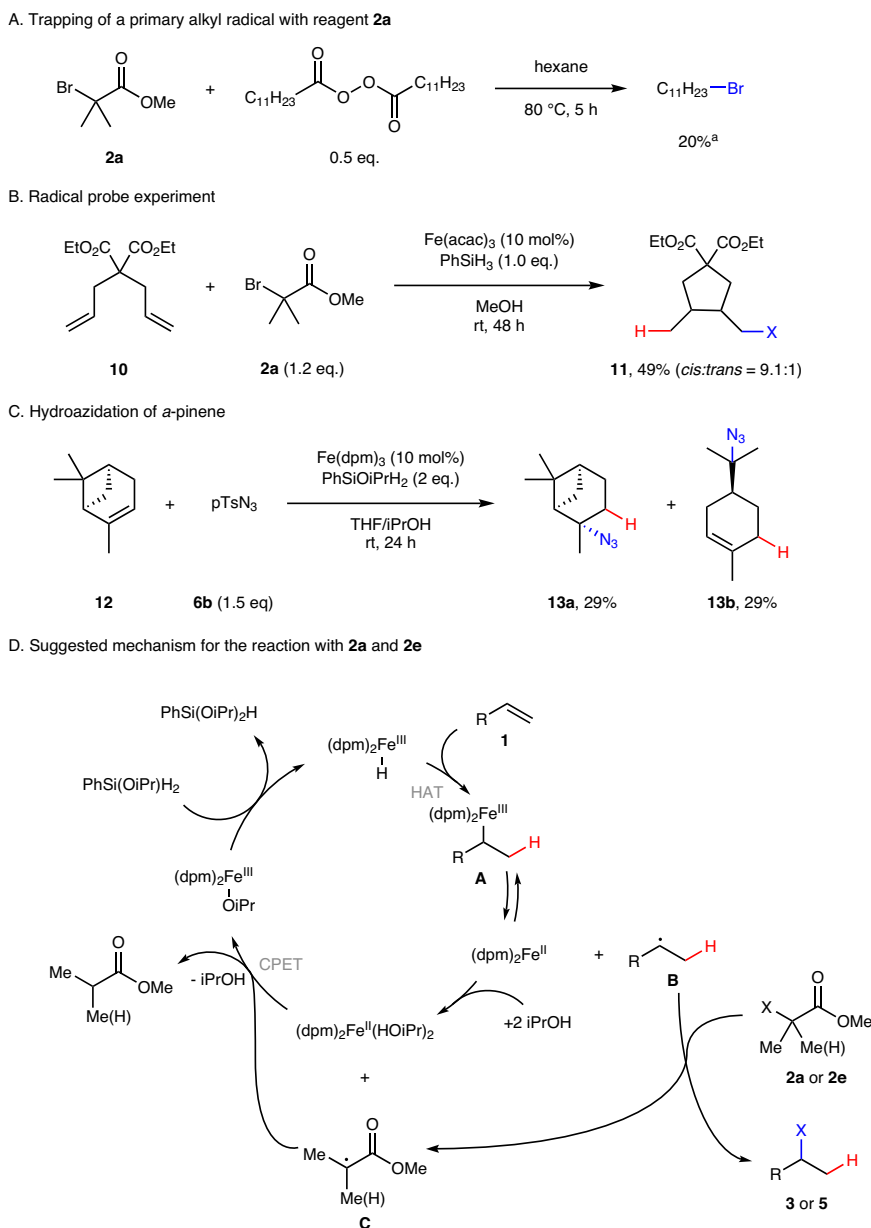 A. Trapping of a primary alkyl radical with reagent 2a
O
Br
OMe
2a
+
O
C11H23
O
O
C11H23
O
0.5 eq.
hexane
80 °C, 5 h
C11H23
Br
20%a
B. Radical probe experiment
EtO2C
CO2Et
10
+
O
Br
OMe
2a (1.2 eq.)
Fe(acac)3 (10 mol%)
PhSiH3 (1.0 eq.)
MeOH
rt, 48 h
EtO2C
CO2Et
H
X
11, 49% (cis:trans = 9.1:1)
C. Hydroazidation of a-pinene
12
+
pTsN3
6b (1.5 eq)
Fe(dpm)3 (10 mol%)
PhSiOiPrH2 (2 eq.)
THF/iPrOH
rt, 24 h
H
N3
13a, 29%
+
N3
H
13b, 29%
D. Suggested mechanism for the reaction with 2a and 2e
PhSi(OiPr)2H
PhSi(OiPr)H2
(dpm)2FeIII
H
R
1
HAT
(dpm)2FeIII
R
H
A
(dpm)2FeIII
OiPr
(dpm)2FeII
+
R
H
B
O
Me
OMe
Me(H)
- iPrOH
CPET
(dpm)2FeII(HOiPr)2
+2 iPrOH
O
X
OMe
Me
Me(H)
2a or 2e
+
O
Me
OMe
Me(H)
C
X
R
H
3 or 5